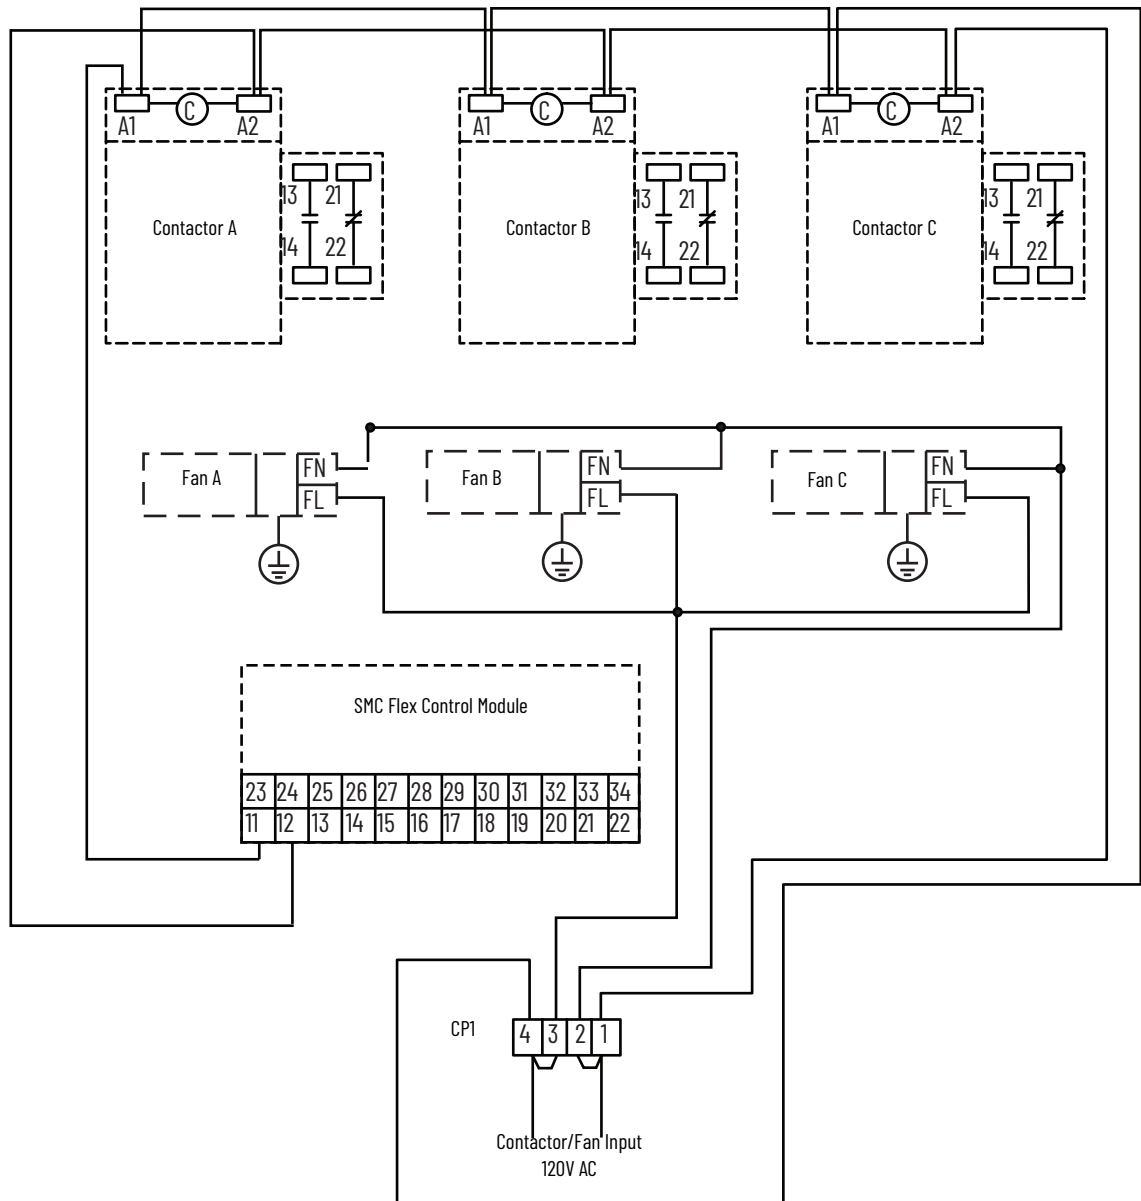 C C C
A1 A2 A1 A2 A1 A2
13 21 13 21 13 21
Contactor A Contactor B Contactor C
14 22 14 22 14 22
Fan A FN Fan B FN Fan C FN
FL FL FL
SMC Flex Control Module
23 24 25 26 27 28 29 30 31 32 33 34
11 12 13 14 15 16 17 18 19 20 21 22
CP1 4 3 2 1
Contactor/Fan Input
120V AC